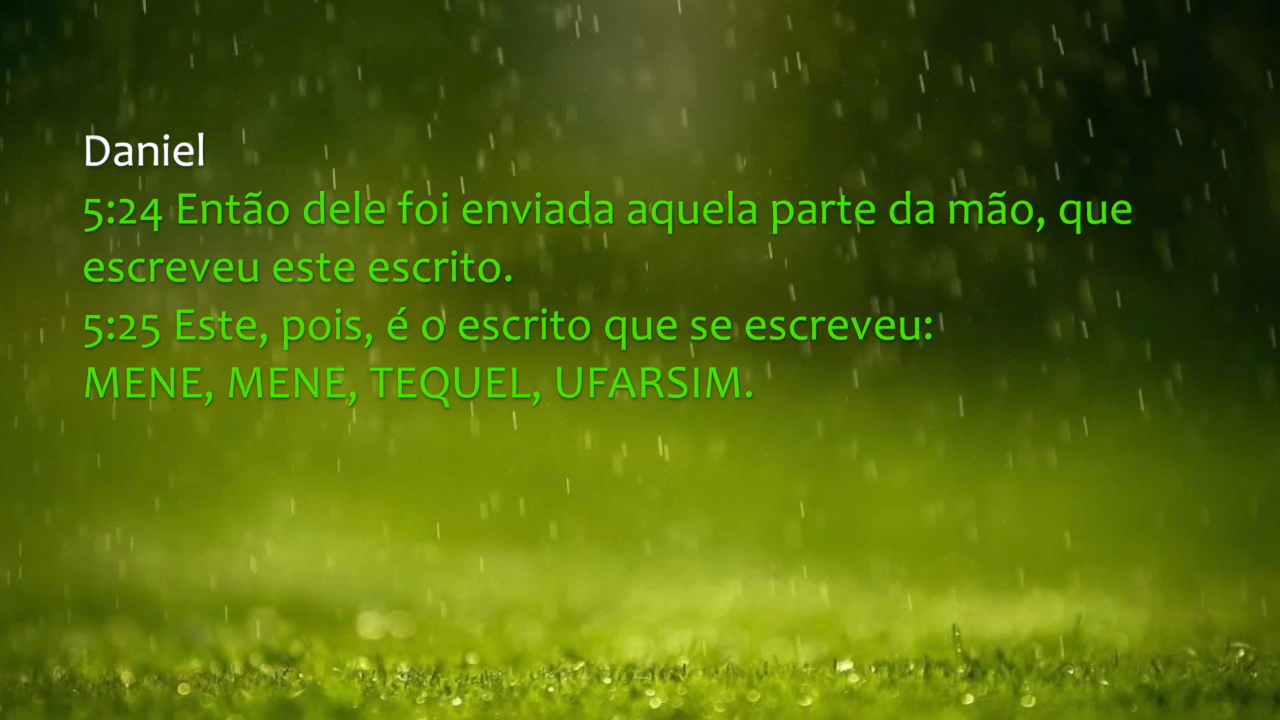 Daniel
5:24 Então dele foi enviada aquela parte da mão, que
escreveu este escrito.
5:25 Este, pois, é o escrito que se escreveu:
MENE, MENE, TEQUEL, UFARSIM.